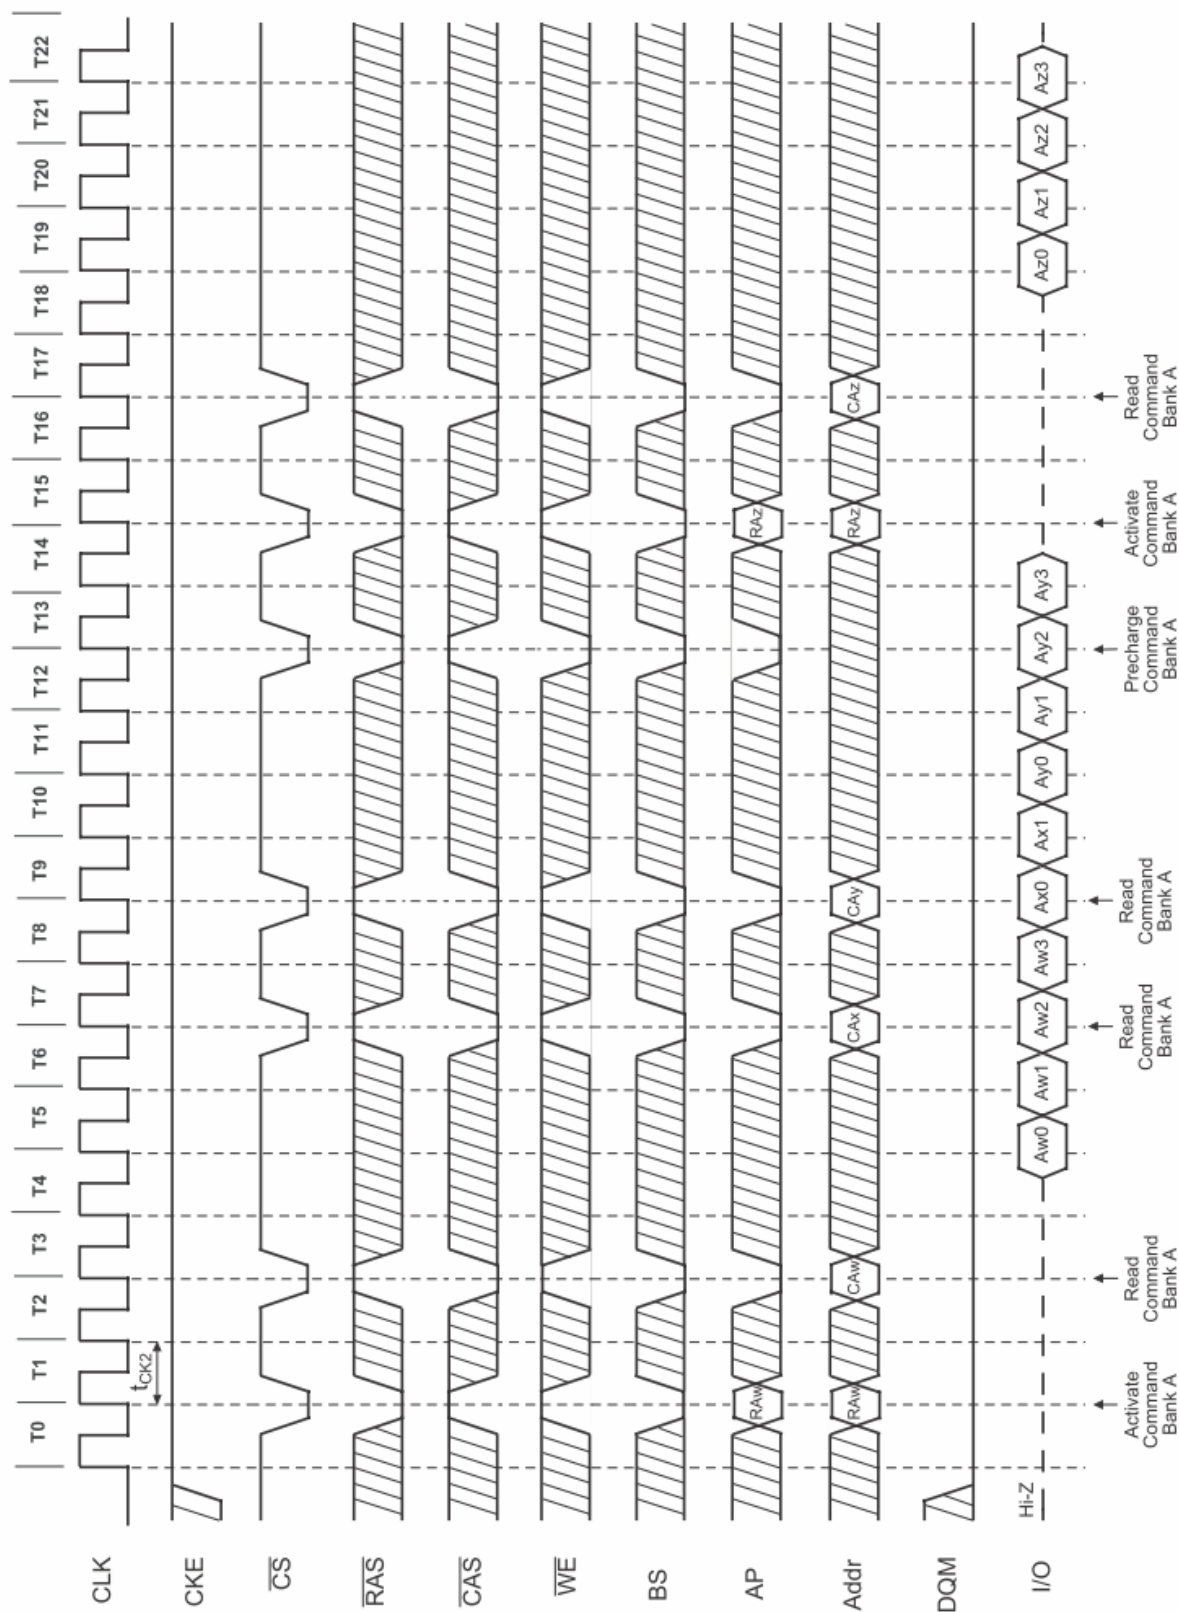 T0 T1 T2 T3 T4 T5 T6 T7 T8 T9 T10 T11 T12 T13 T14 T15 T16 T17 T18 T19 T20 T21 T22
CLK
tCK2
CKE
CS
RAS
CAS
WE
BS
AP RAw RAz
Addr RAw CAw CAx CAy RAz CAz
DQM
I/O Hi-Z Aw0 Aw1 Aw2 Aw3 Ax0 Ax1 Ay0 Ay1 Ay2 Ay3 Az0 Az1 Az2 Az3
Activate
Command
Bank A
Read
Command
Bank A
Read
Command
Bank A
Read
Command
Bank A
Precharge
Command
Bank A
Activate
Command
Bank A
Read
Command
Bank A